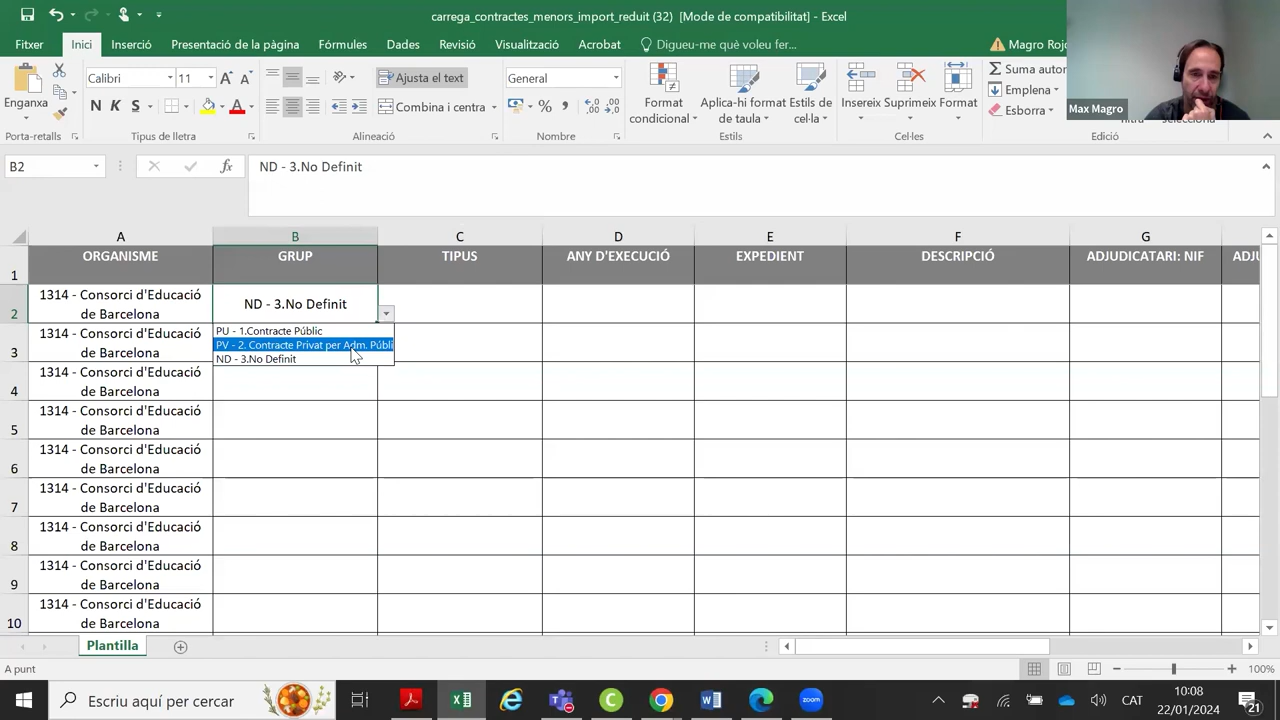 carrega_contractes_menors_import_reduit (32) [Mode de compatibilitat] - Excel
Magro Roj
Fitxer Inici Inserció Presentació de la pàgina Fórmules Dades Revisió Visualització Acrobat Digueu-me què voleu fer...
Enganxa
Calibri 11
Ajusta el text
General
Format condicional
Aplica-hi format de taula
Estils de cel·la
Insereix
Suprimeix
Format
Suma autor
N K S
Combina i centra
Emplena
Esborra
Max Magro
Porta-retalls Tipus de lletra Alineació Nombre Estils Cel·les Edició
B2 fx ND - 3.No Definit
A B C D E F G
1 ORGANISME GRUP TIPUS ANY D'EXECUCIÓ EXPEDIENT DESCRIPCIÓ ADJUDICATARI: NIF ADJU
1314 - Consorci d'Educació
2 de Barcelona ND - 3.No Definit
PU - 1.Contracte Públic
PV - 2. Contracte Privat per Adm. Públi
ND - 3.No Definit
1314 - Consorci d'Educació
3 de Barcelona
1314 - Consorci d'Educació
4 de Barcelona
1314 - Consorci d'Educació
5 de Barcelona
1314 - Consorci d'Educació
6 de Barcelona
1314 - Consorci d'Educació
7 de Barcelona
1314 - Consorci d'Educació
8 de Barcelona
1314 - Consorci d'Educació
9 de Barcelona
1314 - Consorci d'Educació
10 de Barcelona
Plantilla
A punt 100%
Escriu aquí per cercar
zoom
CAT
10:08
22/01/2024
21